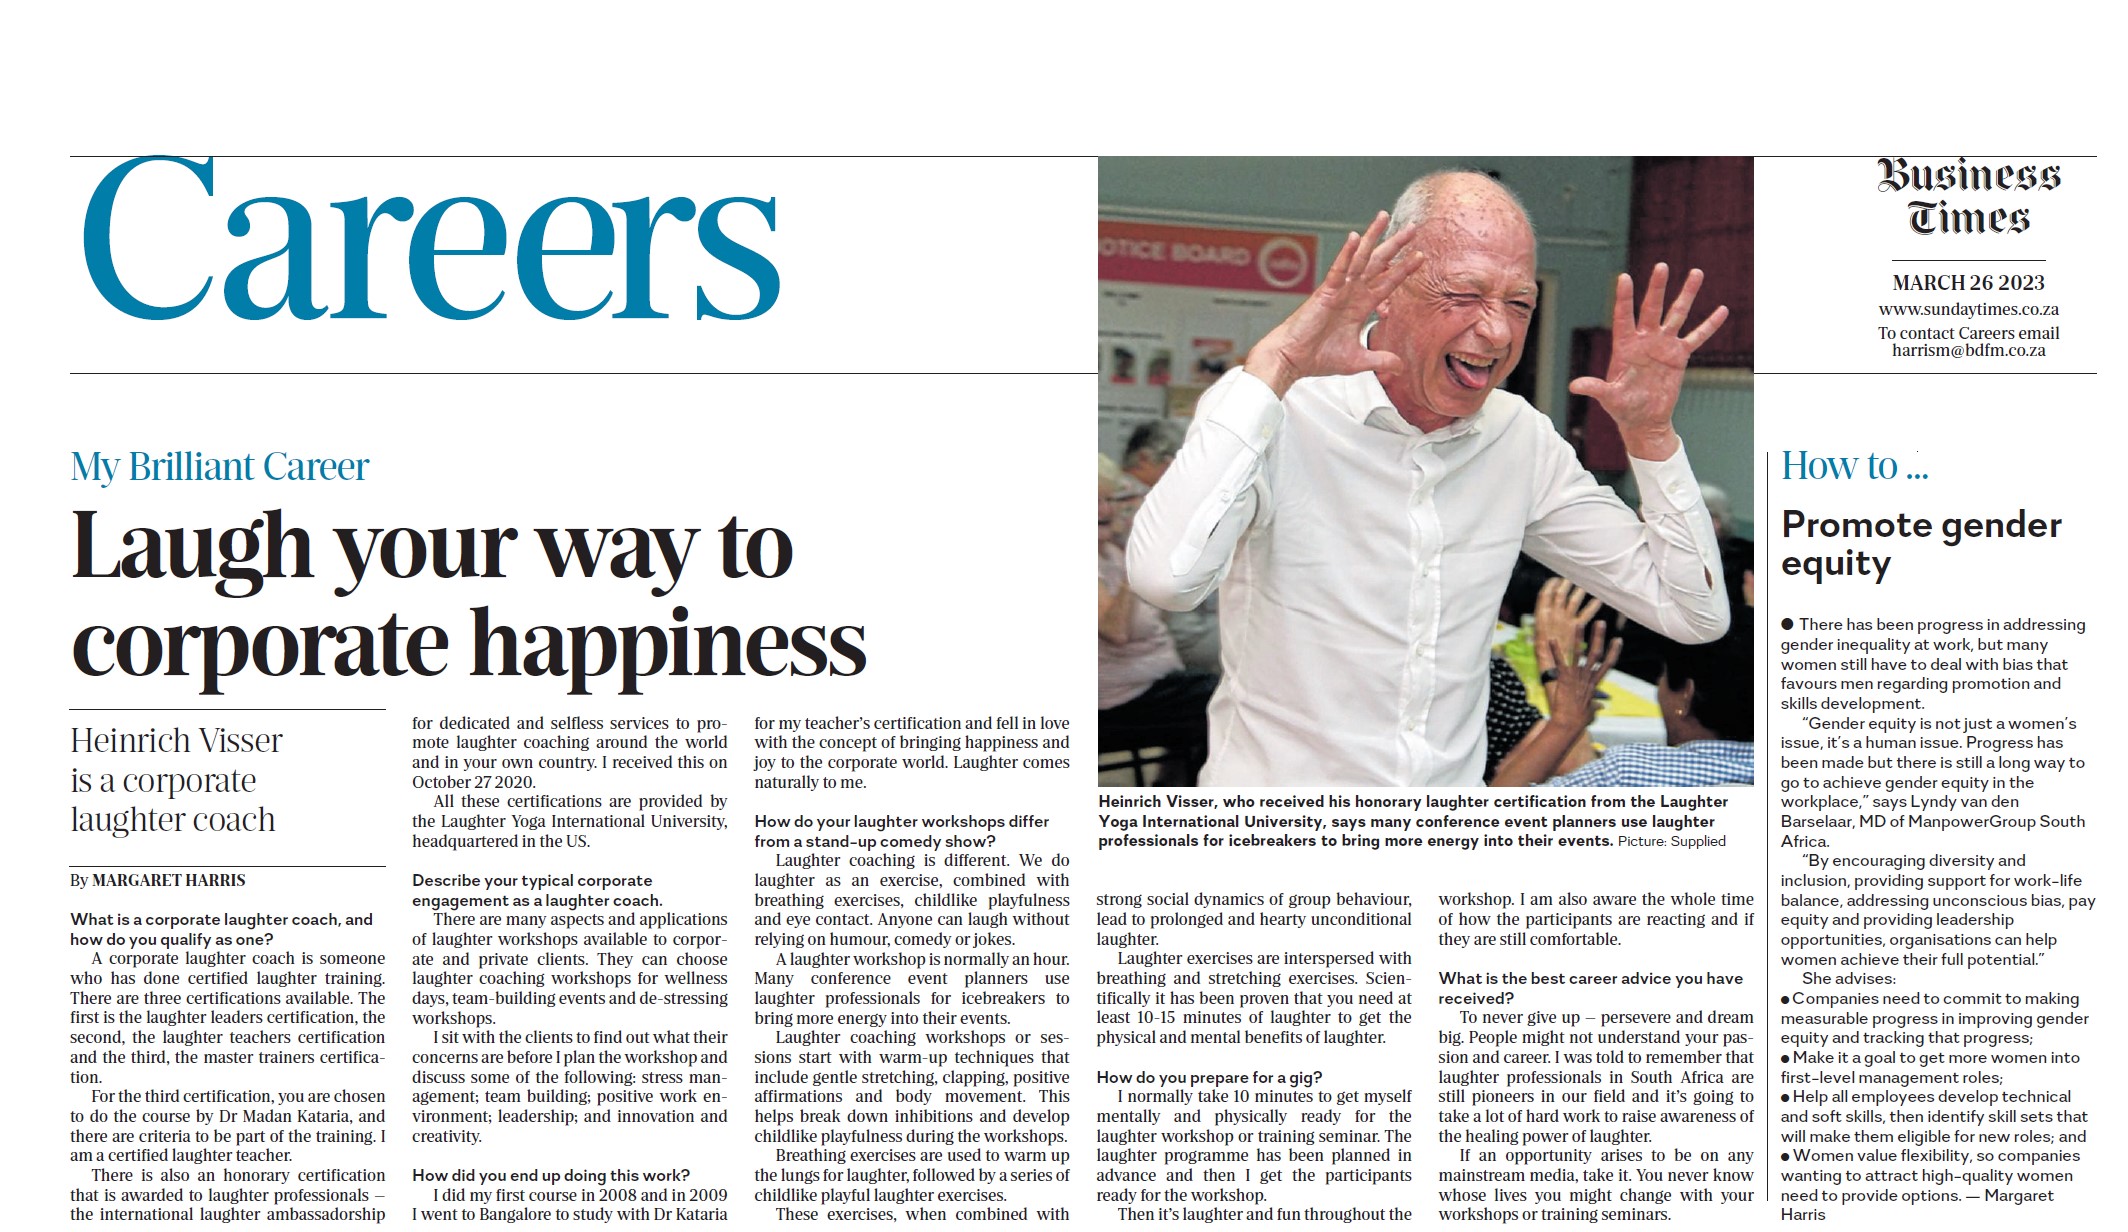 Careers
OTICE BOARD
Business
Times
MARCH 26 2023
www.sundaytimes.co.za
To contact Careers email
harrism@bdfm.co.za
My Brilliant Career
Laugh your way to
corporate happiness
Heinrich Visser
is a corporate
laughter coach
By MARGARET HARRIS
What is a corporate laughter coach, and
how do you qualify as one?
A corporate laughter coach is someone
who has done certified laughter training.
There are three certifications available. The
first is the laughter leaders certification, the
second, the laughter teachers certification
and the third, the master trainers certifica-
tion.
For the third certification, you are chosen
to do the course by Dr Madan Kataria, and
there are criteria to be part of the training. I
am a certified laughter teacher.
There is also an honorary certification
that is awarded to laughter professionals –
the international laughter ambassadorship
for dedicated and selfless services to pro-
mote laughter coaching around the world
and in your own country. I received this on
October 27 2020.
All these certifications are provided by
the Laughter Yoga International University,
headquartered in the US.
Describe your typical corporate
engagement as a laughter coach.
There are many aspects and applications
of laughter workshops available to corpor-
ate and private clients. They can choose
laughter coaching workshops for wellness
days, team-building events and de-stressing
workshops.
I sit with the clients to find out what their
concerns are before I plan the workshop and
discuss some of the following: stress man-
agement; team building; positive work en-
vironment; leadership; and innovation and
creativity.
How did you end up doing this work?
I did my first course in 2008 and in 2009
I went to Bangalore to study with Dr Kataria
for my teacher's certification and fell in love
with the concept of bringing happiness and
joy to the corporate world. Laughter comes
naturally to me.
How do your laughter workshops differ
from a stand-up comedy show?
Laughter coaching is different. We do
laughter as an exercise, combined with
breathing exercises, childlike playfulness
and eye contact. Anyone can laugh without
relying on humour, comedy or jokes.
A laughter workshop is normally an hour.
Many conference event planners use
laughter professionals for icebreakers to
bring more energy into their events.
Laughter coaching workshops or ses-
sions start with warm-up techniques that
include gentle stretching, clapping, positive
affirmations and body movement. This
helps break down inhibitions and develop
childlike playfulness during the workshops.
Breathing exercises are used to warm up
the lungs for laughter, followed by a series of
childlike playful laughter exercises.
These exercises, when combined with
Heinrich Visser, who received his honorary laughter certification from the Laughter
Yoga International University, says many conference event planners use laughter
professionals for icebreakers to bring more energy into their events. Picture: Supplied
strong social dynamics of group behaviour,
lead to prolonged and hearty unconditional
laughter.
Laughter exercises are interspersed with
breathing and stretching exercises. Scien-
tifically it has been proven that you need at
least 10-15 minutes of laughter to get the
physical and mental benefits of laughter.
How do you prepare for a gig?
I normally take 10 minutes to get myself
mentally and physically ready for the
laughter workshop or training seminar. The
laughter programme has been planned in
advance and then I get the participants
ready for the workshop.
Then it's laughter and fun throughout the
workshop. I am also aware the whole time
of how the participants are reacting and if
they are still comfortable.
What is the best career advice you have
received?
To never give up – persevere and dream
big. People might not understand your pas-
sion and career. I was told to remember that
laughter professionals in South Africa are
still pioneers in our field and it's going to
take a lot of hard work to raise awareness of
the healing power of laughter.
If an opportunity arises to be on any
mainstream media, take it. You never know
whose lives you might change with your
workshops or training seminars.
How to ...
Promote gender
equity
● There has been progress in addressing
gender inequality at work, but many
women still have to deal with bias that
favours men regarding promotion and
skills development.
“Gender equity is not just a women's
issue, it's a human issue. Progress has
been made but there is still a long way to
go to achieve gender equity in the
workplace,” says Lyndy van den
Barselaar, MD of ManpowerGroup South
Africa.
“By encouraging diversity and
inclusion, providing support for work-life
balance, addressing unconscious bias, pay
equity and providing leadership
opportunities, organisations can help
women achieve their full potential.”
She advises:
● Companies need to commit to making
measurable progress in improving gender
equity and tracking that progress;
● Make it a goal to get more women into
first-level management roles;
● Help all employees develop technical
and soft skills, then identify skill sets that
will make them eligible for new roles; and
● Women value flexibility, so companies
wanting to attract high-quality women
need to provide options. — Margaret
Harris